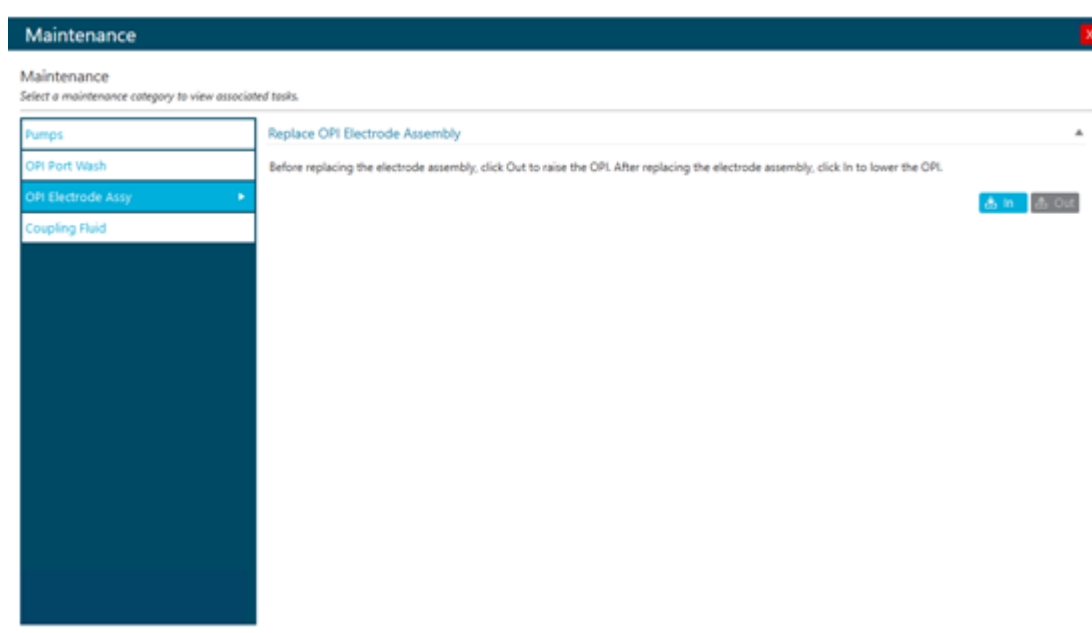 Maintenance
X
Maintenance
Select a maintenance category to view associated tasks.
Pumps
OPI Port Wash
OPI Electrode Assy
Coupling Fluid
Replace OPI Electrode Assembly
Before replacing the electrode assembly, click Out to raise the OPI. After replacing the electrode assembly, click In to lower the OPI.
In Out